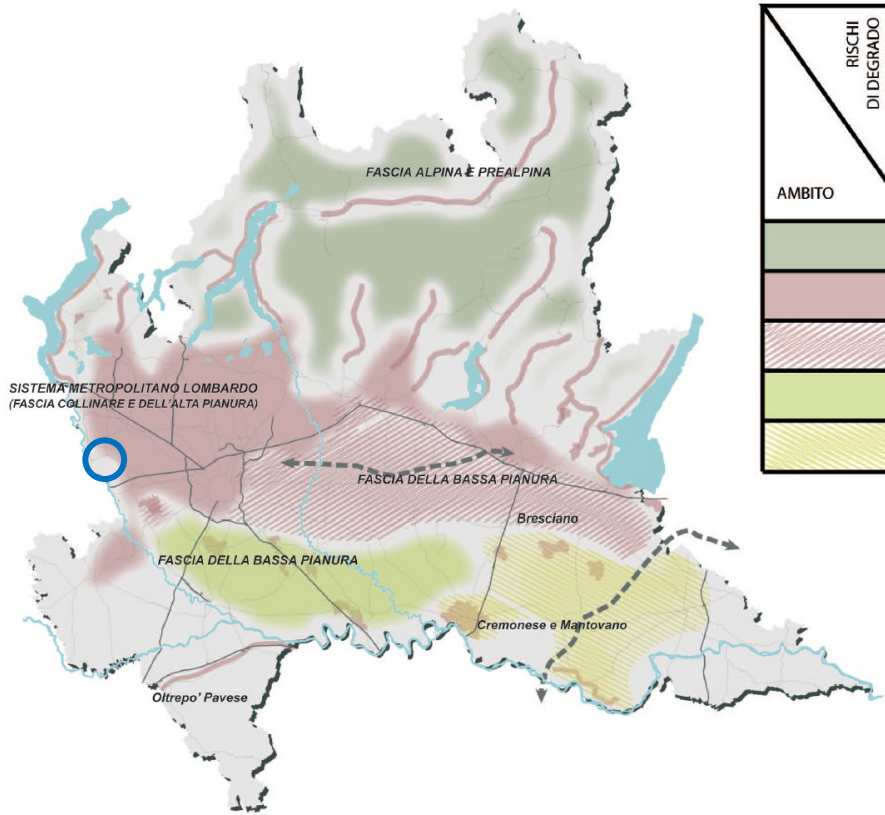 RISCHI
DI DEGRADO
AMBITO
FASCIA ALPINA E PREALPINA
SISTEMA METROPOLITANO LOMBARDO
(FASCIA COLLINARE E DELL'ALTA PIANURA)
FASCIA DELLA BASSA PIANURA
Bresciano
FASCIA DELLA BASSA PIANURA
Cremonese e Mantovano
Oltrepo' Pavese